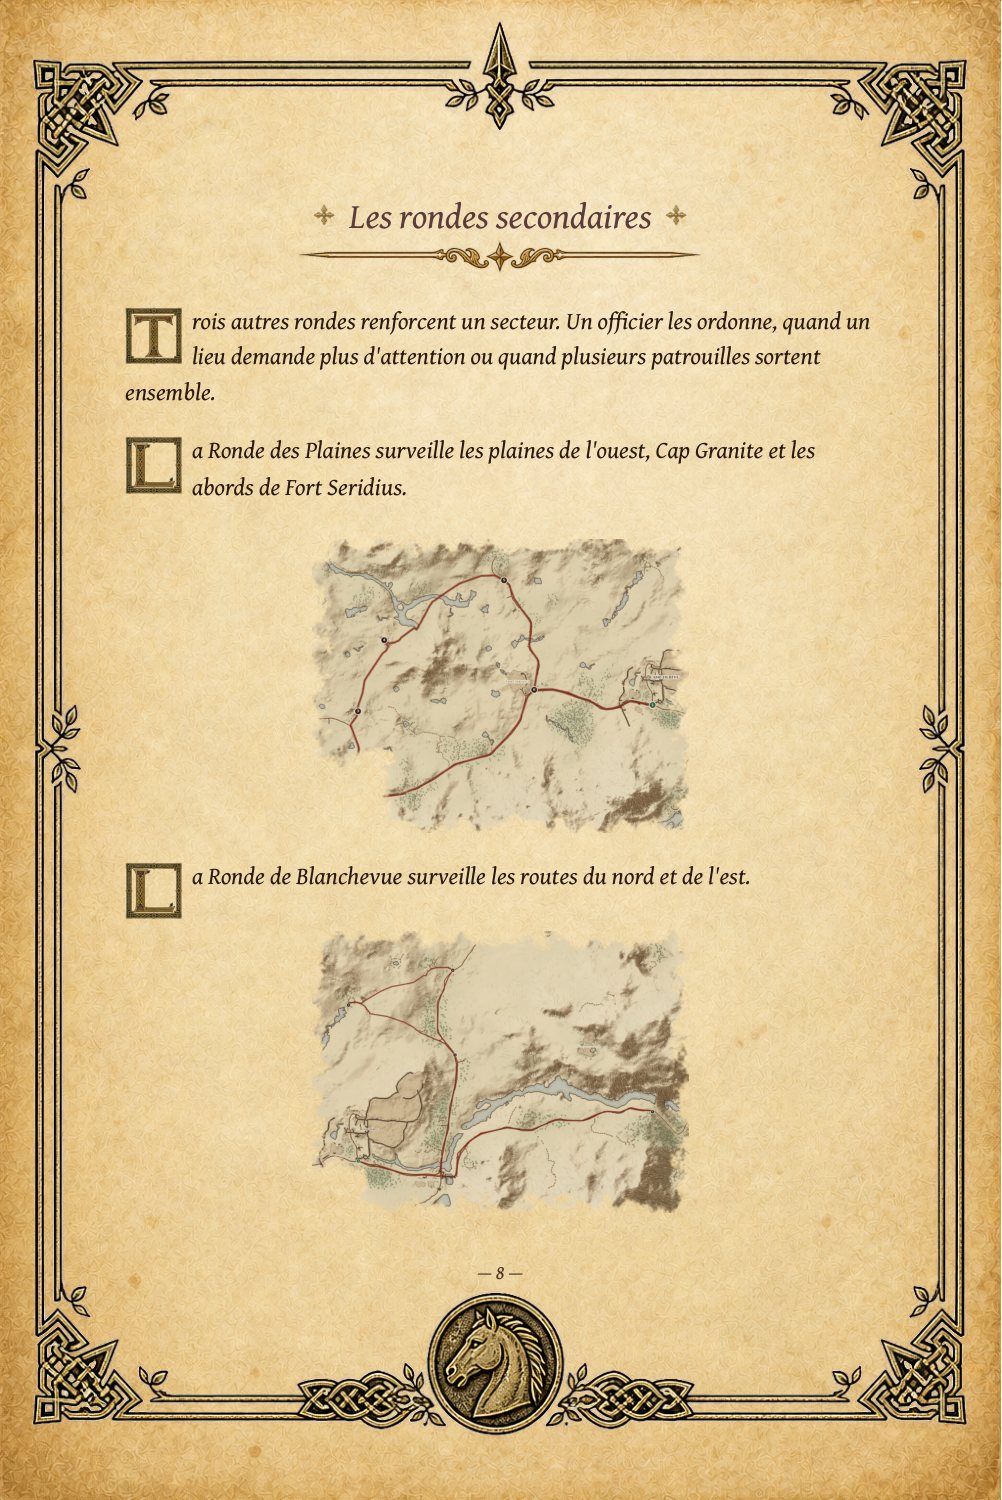 Les rondes secondaires
Trois autres rondes renforcent un secteur. Un officier les ordonne, quand un
lieu demande plus d'attention ou quand plusieurs patrouilles sortent
ensemble.
La Ronde des Plaines surveille les plaines de l'ouest, Cap Granite et les
abords de Fort Seridius.
La Ronde de Blanchevue surveille les routes du nord et de l'est.
— 8 —